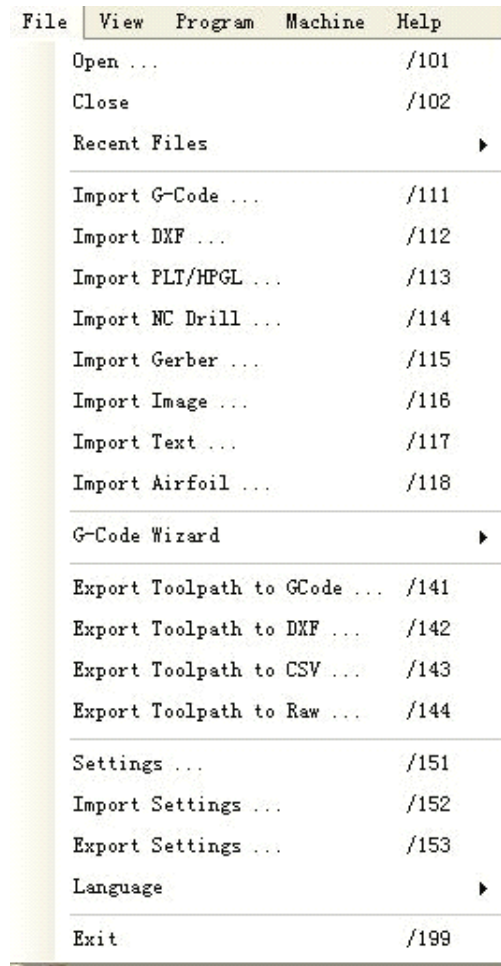 File View Program Machine Help
Open ... /101
Close /102
Recent Files
Import G-Code ... /111
Import DXF ... /112
Import PLT/HPGL ... /113
Import NC Drill ... /114
Import Gerber ... /115
Import Image ... /116
Import Text ... /117
Import Airfoil ... /118
G-Code Wizard
Export Toolpath to GCode ... /141
Export Toolpath to DXF ... /142
Export Toolpath to CSV ... /143
Export Toolpath to Raw ... /144
Settings ... /151
Import Settings ... /152
Export Settings ... /153
Language
Exit /199